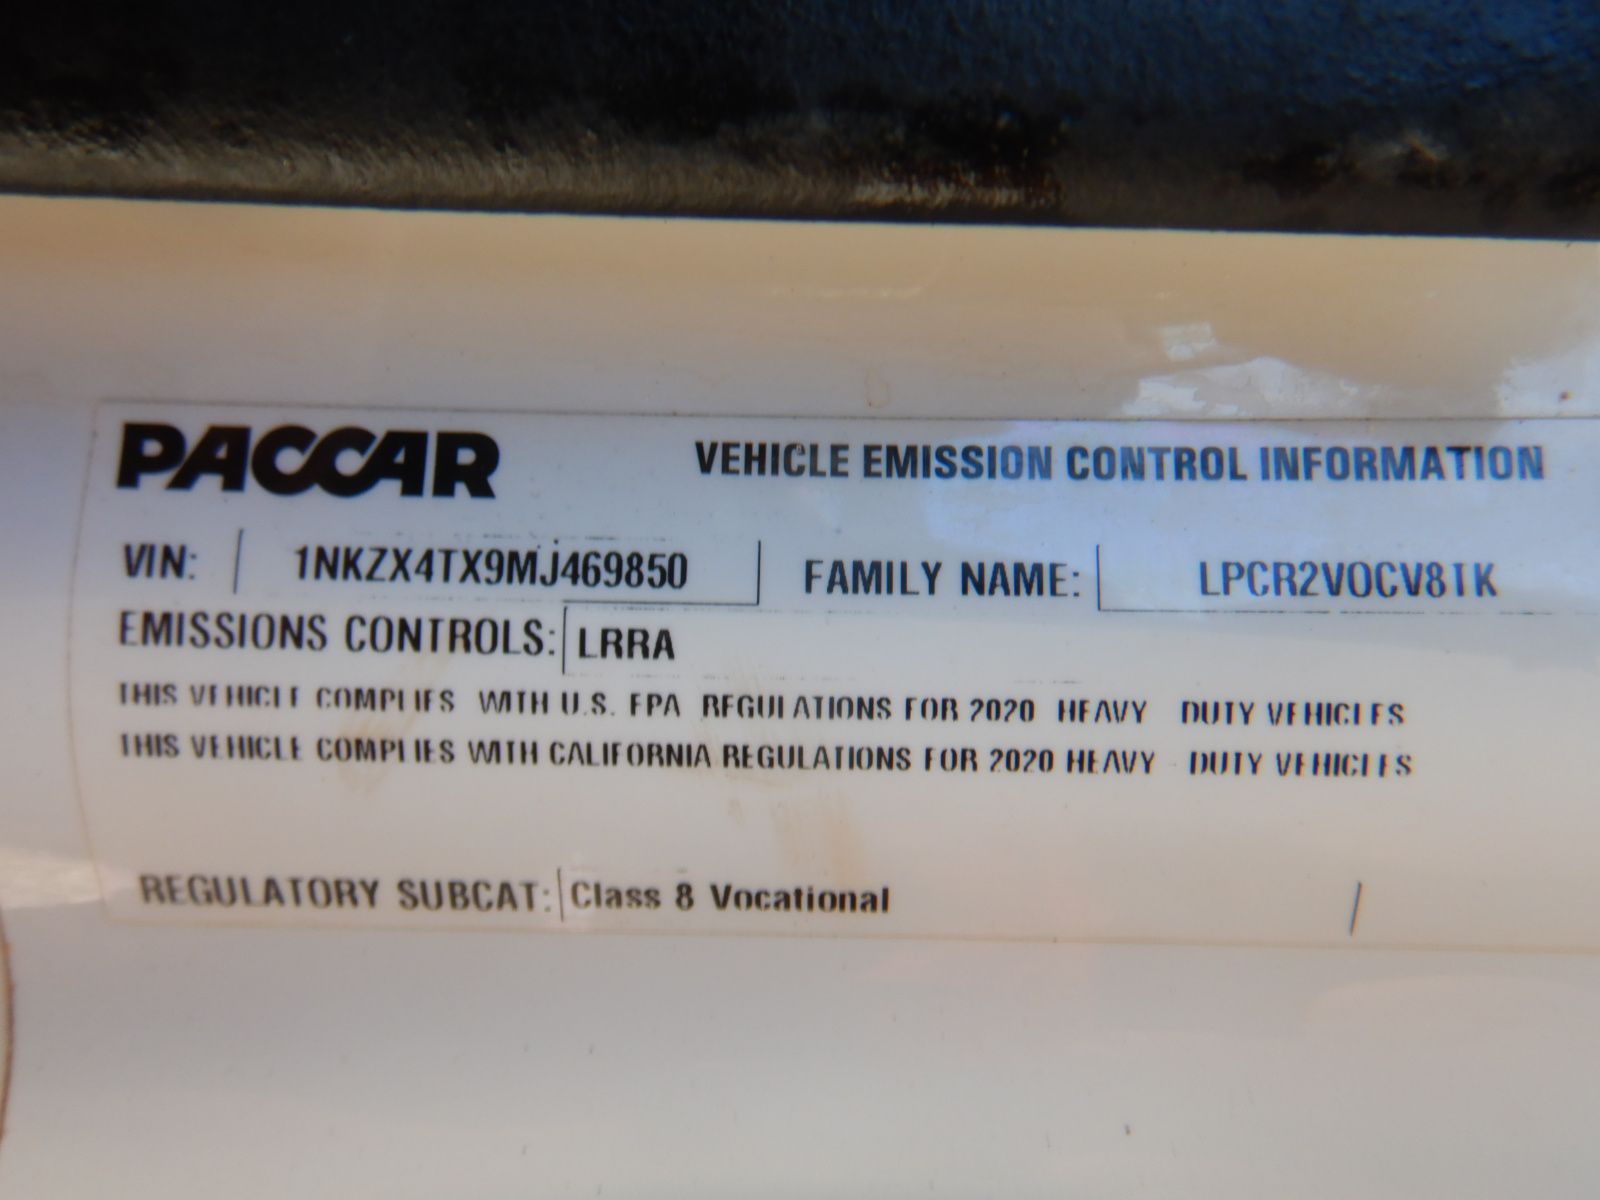 PACCAR VEHICLE EMISSION CONTROL INFORMATION
VIN: 1NKZX4TX9MJ469850 FAMILY NAME: LPCR2VOCV8TK
EMISSIONS CONTROLS: LRRA
THIS VEHICLE COMPLIES WITH U.S. EPA REGULATIONS FOR 2020 HEAVY DUTY VEHICLES
THIS VEHICLE COMPLIES WITH CALIFORNIA REGULATIONS FOR 2020 HEAVY DUTY VEHICLES
REGULATORY SUBCAT: Class 8 Vocational